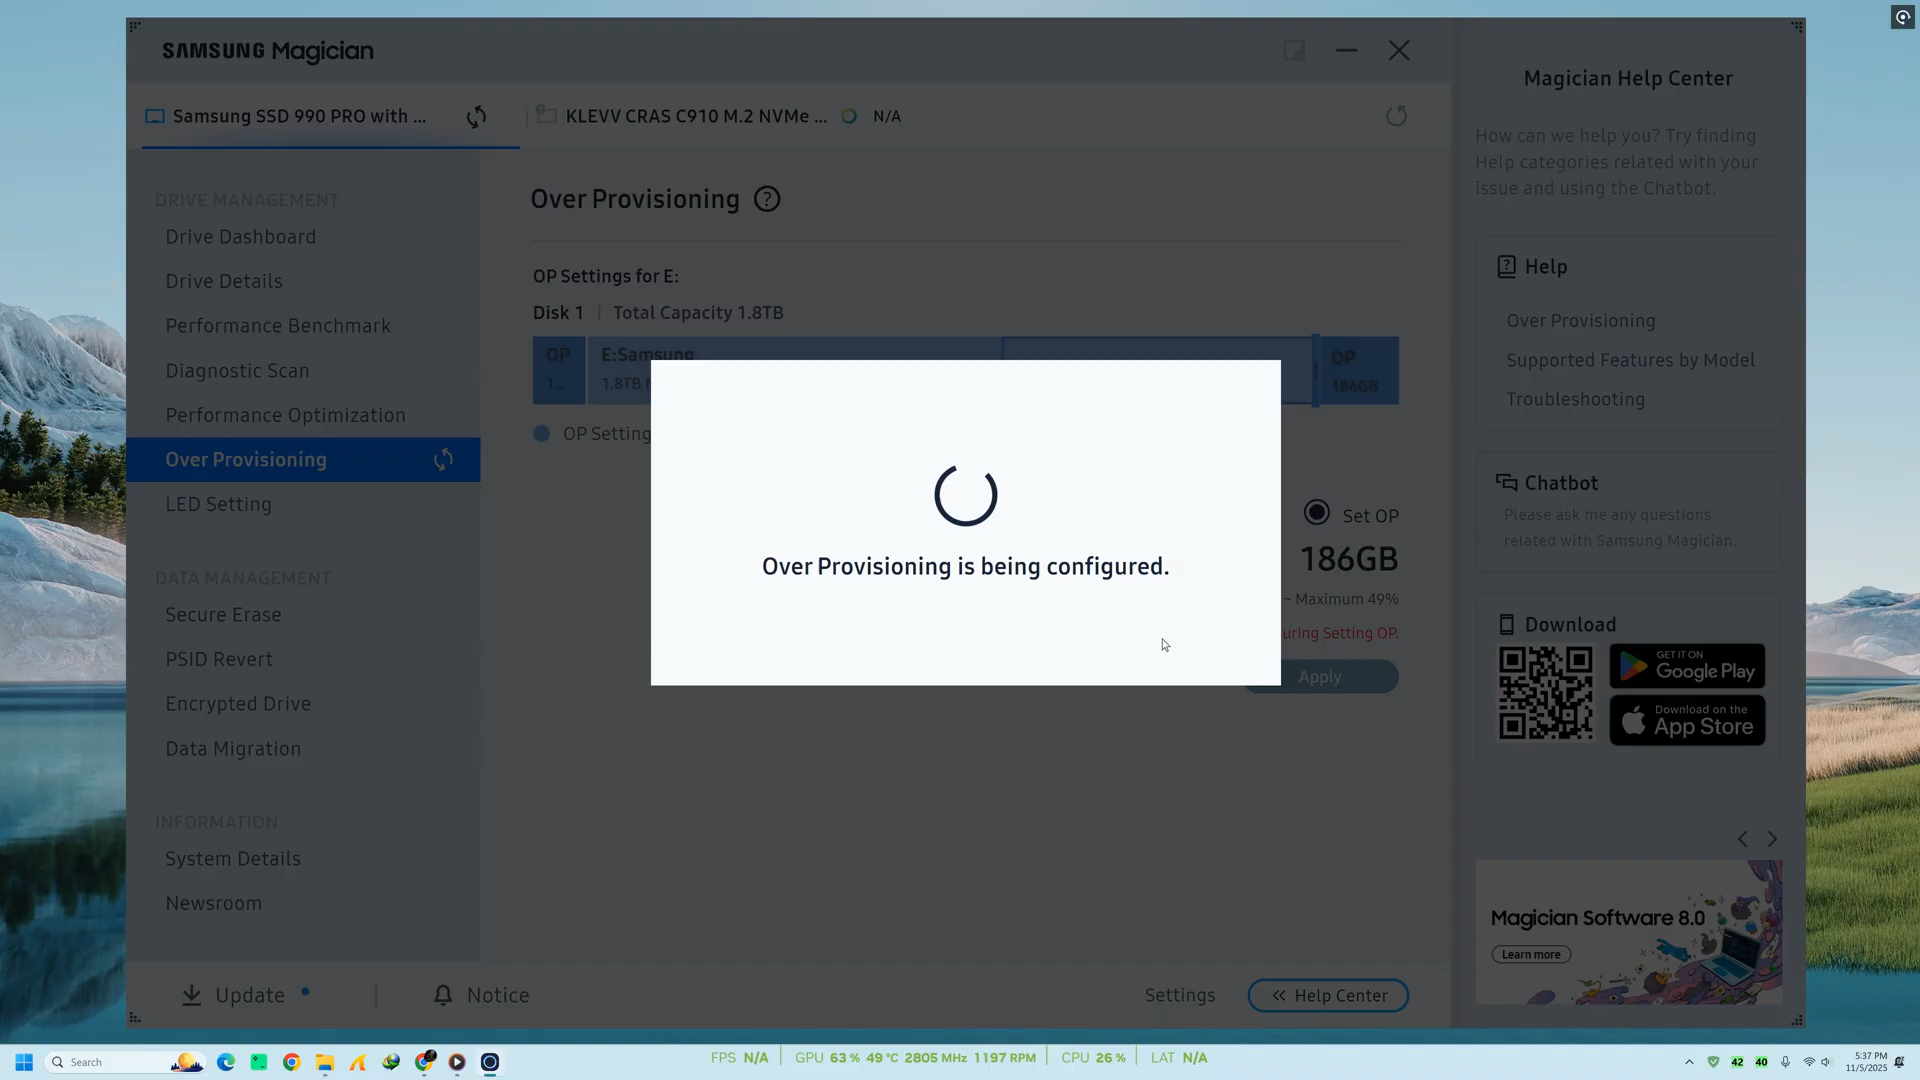 SAMSUNG Magician
Samsung SSD 990 PRO with ...
KLEVV CRAS C910 M.2 NVMe ...
N/A
DRIVE MANAGEMENT
Drive Dashboard
Drive Details
Performance Benchmark
Diagnostic Scan
Performance Optimization
Over Provisioning
LED Setting
DATA MANAGEMENT
Secure Erase
PSID Revert
Encrypted Drive
Data Migration
INFORMATION
System Details
Newsroom
Over Provisioning
OP Settings for E:
Disk 1 | Total Capacity 1.8TB
OP
1...
E:Samsung
1.8TB
OP
186GB
OP Setting
Over Provisioning is being configured.
Set OP
186GB
~ Maximum 49%
uring Setting OP.
Apply
Update
Notice
Settings
Help Center
Magician Help Center
How can we help you? Try finding
Help categories related with your
issue and using the Chatbot.
Help
Over Provisioning
Supported Features by Model
Troubleshooting
Chatbot
Please ask me any questions
related with Samsung Magician.
Download
GET IT ON
Google Play
Download on the
App Store
Magician Software 8.0
Learn more
Search
FPS N/A GPU 63 % 49 °C 2805 MHz 1197 RPM CPU 26 % LAT N/A
42
40
5:37 PM
11/5/2025